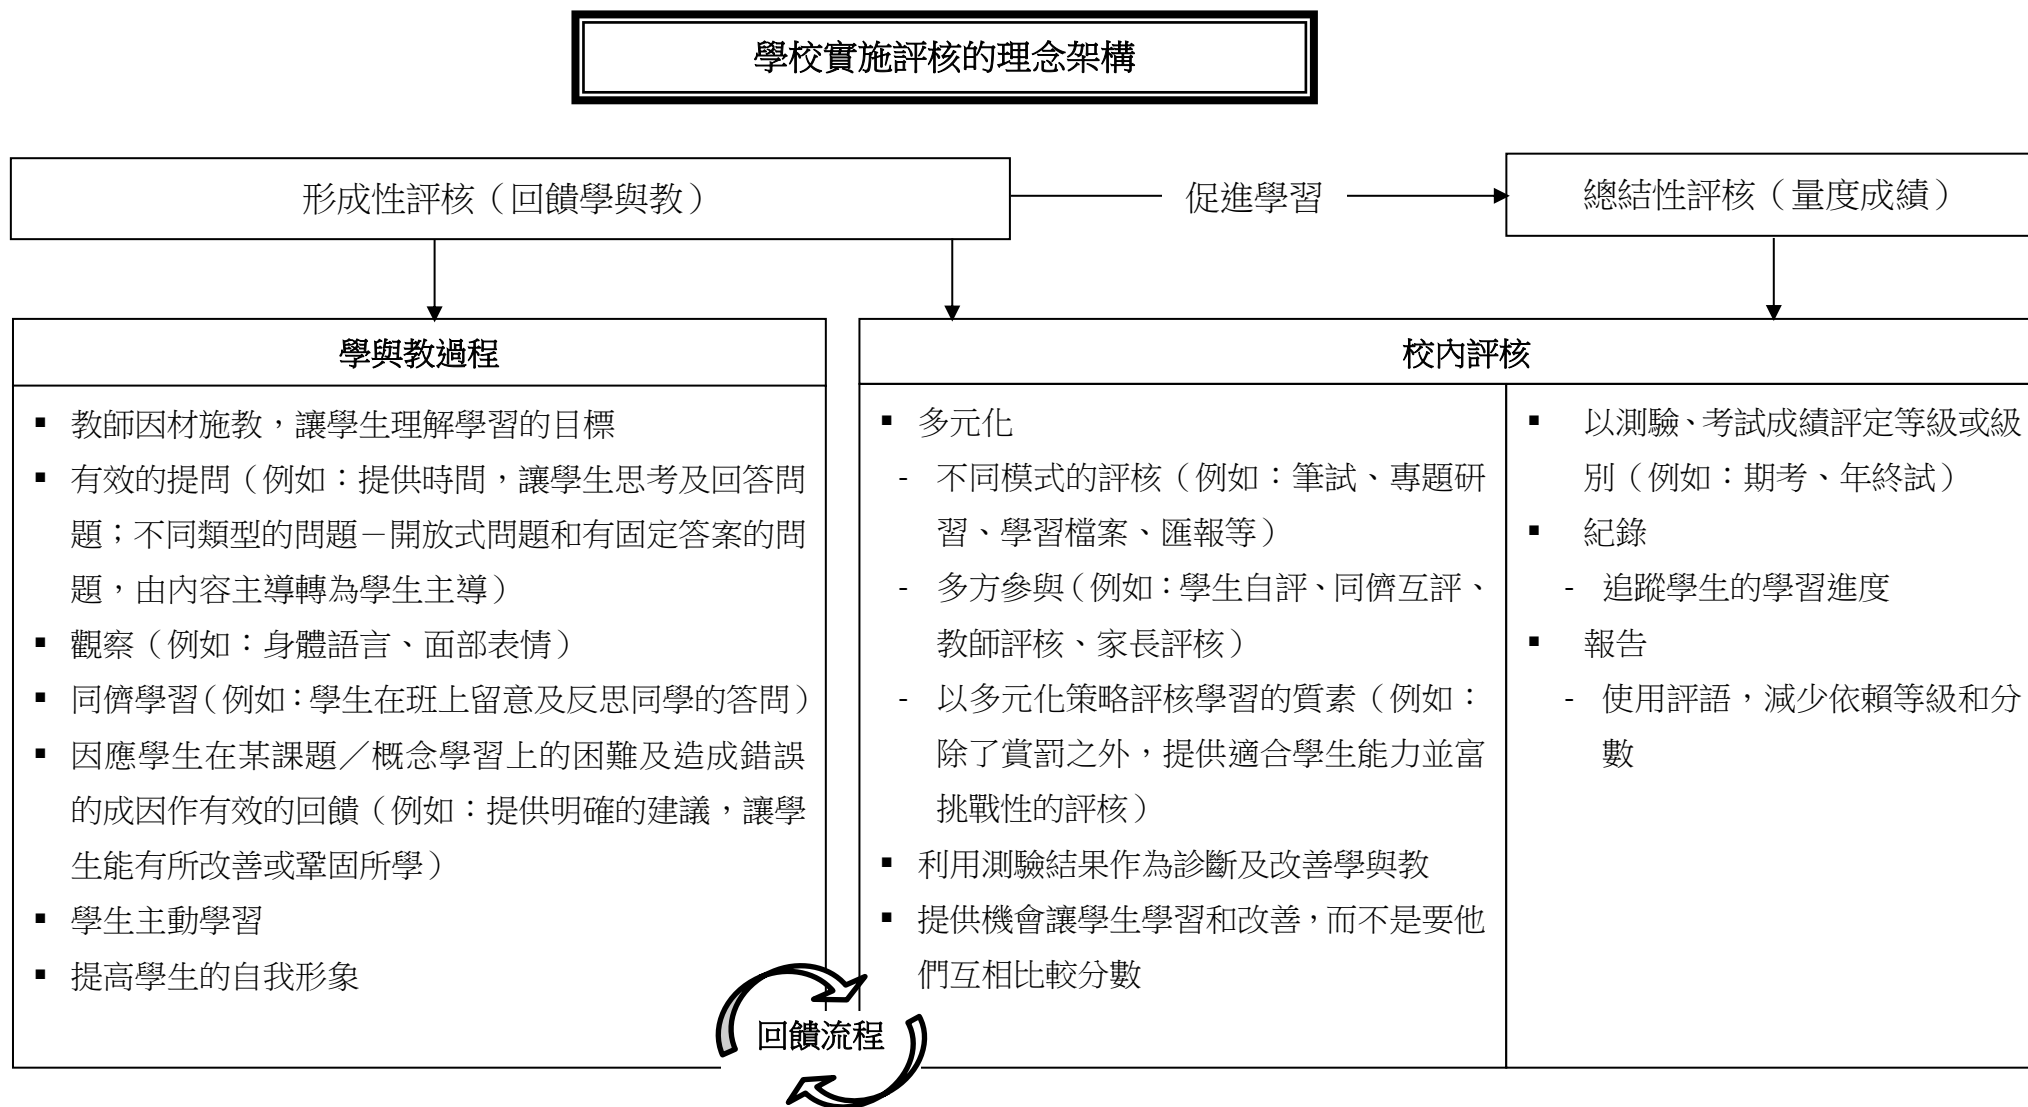 學校實施評核的理念架構
形成性評核（回饋學與教）
促進學習
總結性評核（量度成績）
學與教過程
▪ 教師因材施教，讓學生理解學習的目標
▪ 有效的提問（例如：提供時間，讓學生思考及回答問
題；不同類型的問題－開放式問題和有固定答案的問
題，由內容主導轉為學生主導）
▪ 觀察（例如：身體語言、面部表情）
▪ 同儕學習（例如：學生在班上留意及反思同學的答問）
▪ 因應學生在某課題／概念學習上的困難及造成錯誤
的成因作有效的回饋（例如：提供明確的建議，讓學
生能有所改善或鞏固所學）
▪ 學生主動學習
▪ 提高學生的自我形象
校內評核
▪ 多元化
- 不同模式的評核（例如：筆試、專題研
習、學習檔案、匯報等）
- 多方參與（例如：學生自評、同儕互評、
教師評核、家長評核）
- 以多元化策略評核學習的質素（例如：
除了賞罰之外，提供適合學生能力並富
挑戰性的評核）
▪ 利用測驗結果作為診斷及改善學與教
▪ 提供機會讓學生學習和改善，而不是要他
們互相比較分數
▪ 以測驗、考試成績評定等級或級
別（例如：期考、年終試）
▪ 紀錄
- 追蹤學生的學習進度
▪ 報告
- 使用評語，減少依賴等級和分
數
回饋流程